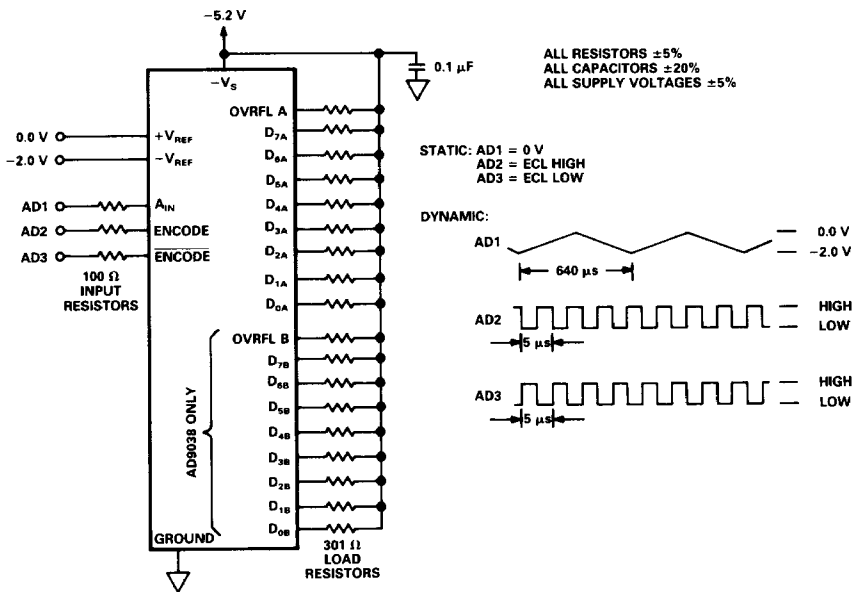 −5.2 V
−VS
0.1 μF
ALL RESISTORS ±5%
ALL CAPACITORS ±20%
ALL SUPPLY VOLTAGES ±5%
0.0 V
+VREF
−2.0 V
−VREF
AD1
AIN
AD2
ENCODE
AD3
ENCODE
100 Ω
INPUT
RESISTORS
OVRFL A
D7A
D6A
D5A
D4A
D3A
D2A
D1A
D0A
OVRFL B
D7B
D6B
D5B
D4B
D3B
D2B
D1B
D0B
AD9038 ONLY
GROUND
301 Ω
LOAD
RESISTORS
STATIC: AD1 = 0 V
AD2 = ECL HIGH
AD3 = ECL LOW
DYNAMIC:
AD1
0.0 V
−2.0 V
640 μs
AD2
HIGH
LOW
5 μs
AD3
HIGH
LOW
5 μs